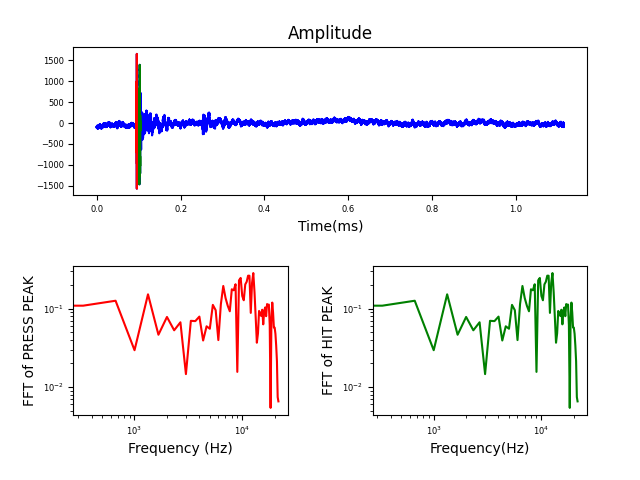 Amplitude
1500
1000
500
0
−500
−1000
−1500
0.0 0.2 0.4 0.6 0.8 1.0
Time(ms)
FFT of PRESS PEAK
10⁻¹
10⁻²
10³ 10⁴
Frequency (Hz)
FFT of HIT PEAK
10⁻¹
10⁻²
10³ 10⁴
Frequency(Hz)